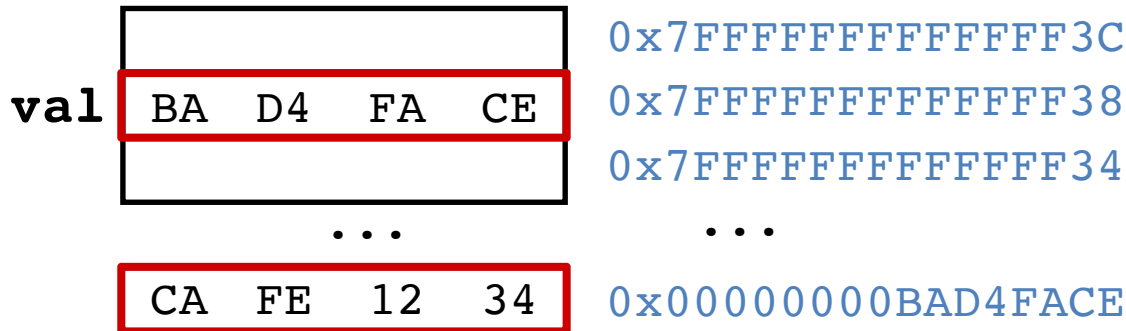 0x7FFFFFFFFFFFFF3C
val BA D4 FA CE 0x7FFFFFFFFFFFFF38
0x7FFFFFFFFFFFFF34
... ...
CA FE 12 34 0x00000000BAD4FACE